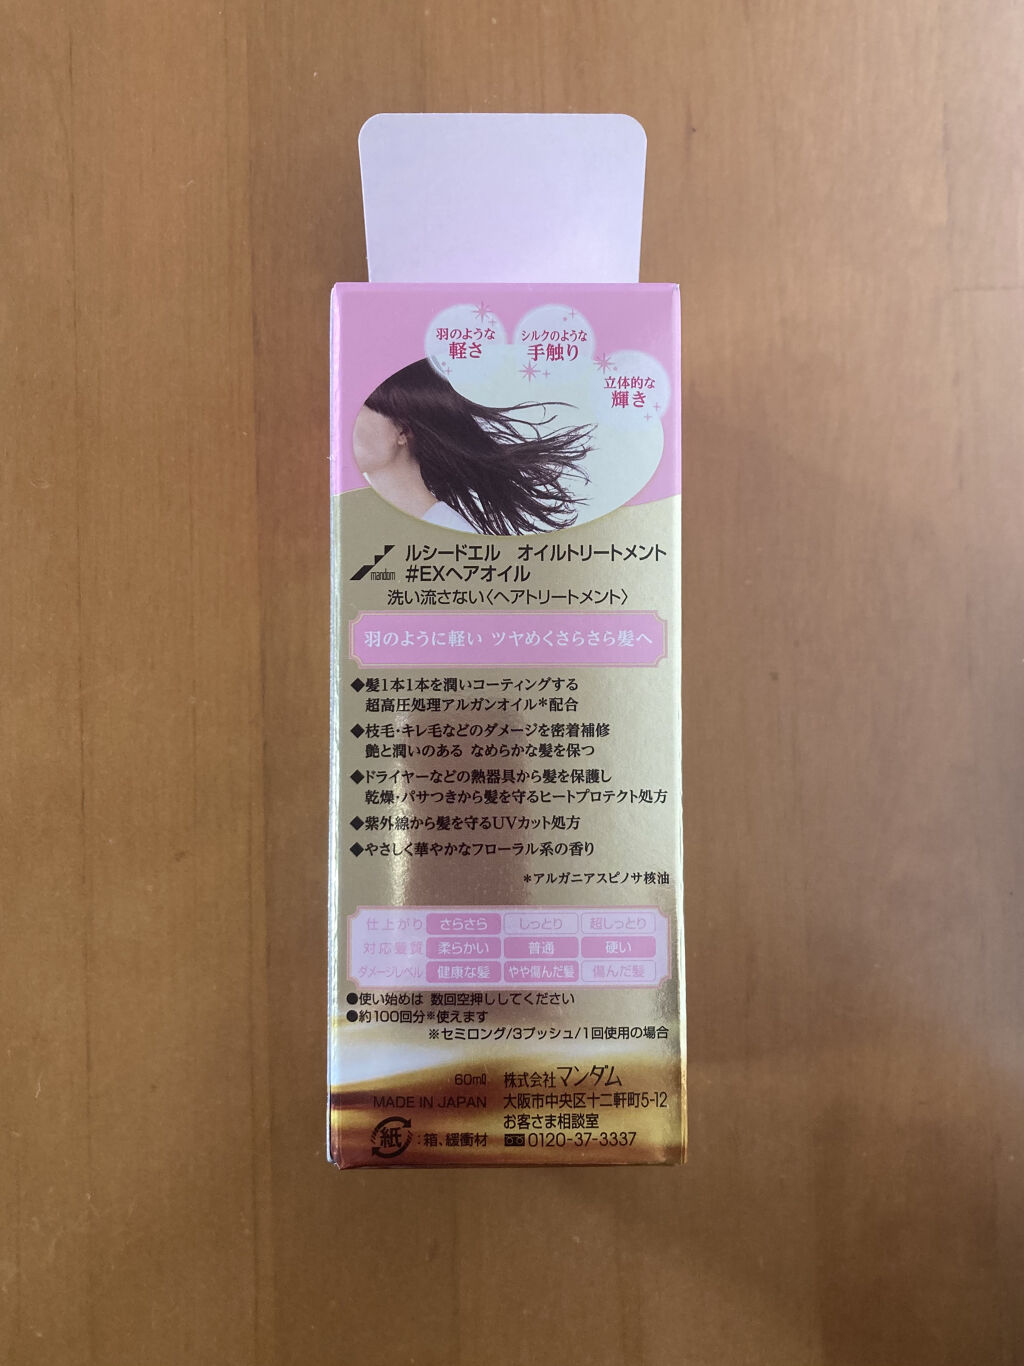 羽のような
軽さ
シルクのような
手触り
立体的な
輝き
mandom
ルシードエル オイルトリートメント
#EXヘアオイル
洗い流さない〈ヘアトリートメント〉
羽のように軽い ツヤめくさらさら髪へ
◆髪1本1本を潤いコーティングする
超高圧処理アルガンオイル*配合
◆枝毛・キレ毛などのダメージを密着補修
艶と潤いのある なめらかな髪を保つ
◆ドライヤーなどの熱器具から髪を保護し
乾燥・パサつきから髪を守るヒートプロテクト処方
◆紫外線から髪を守るUVカット処方
◆やさしく華やかなフローラル系の香り
*アルガニアスピノサ核油
仕上がり さらさら しっとり 超しっとり
対応髪質 柔らかい 普通 硬い
ダメージレベル 健康な髪 やや傷んだ髪 傷んだ髪
●使い始めは 数回空押ししてください
●約100回分※使えます
※セミロング/3プッシュ/1回使用の場合
60ml 株式会社マンダム
MADE IN JAPAN 大阪市中央区十二軒町5-12
お客さま相談室
紙:箱、緩衝材 0120-37-3337